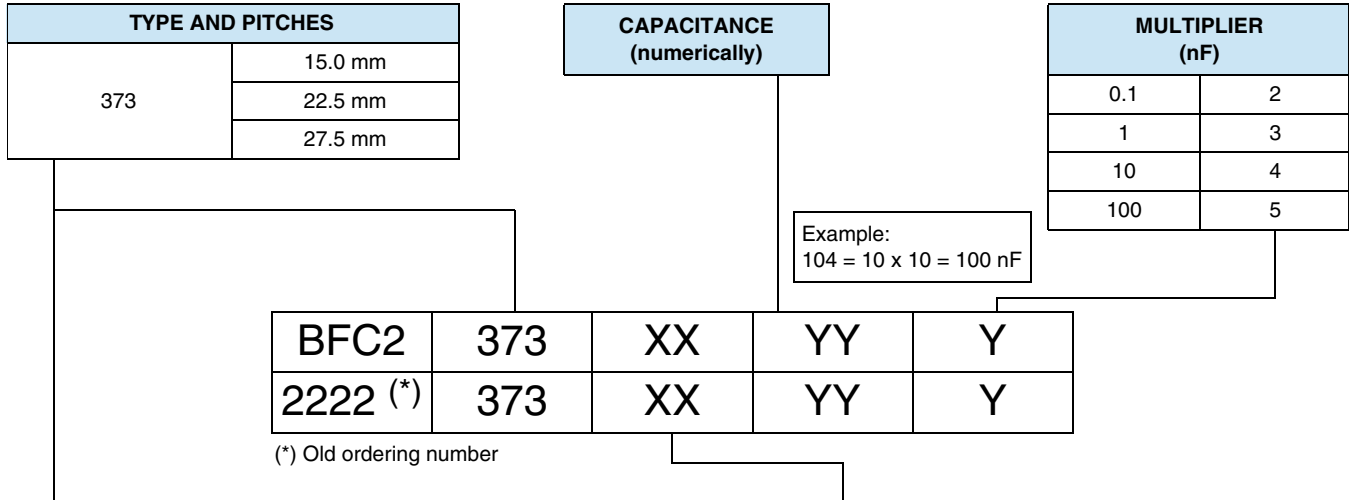 TYPE AND PITCHES
373
15.0 mm
22.5 mm
27.5 mm
CAPACITANCE
(numerically)
MULTIPLIER
(nF)
0.1 2
1 3
10 4
100 5
Example:
104 = 10 x 10 = 100 nF
BFC2 373 XX YY Y
2222 (*) 373 XX YY Y
(*) Old ordering number